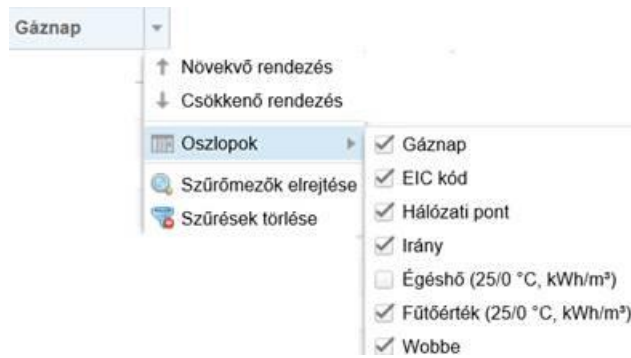 Gáznap
Növekvő rendezés
Csökkenő rendezés
Oszlopok
Szűrőmezők elrejtése
Szűrések törlése
Gáznap
EIC kód
Hálózati pont
Irány
Égéshő (25/0 °C, kWh/m³)
Fűtőérték (25/0 °C, kWh/m³)
Wobbe